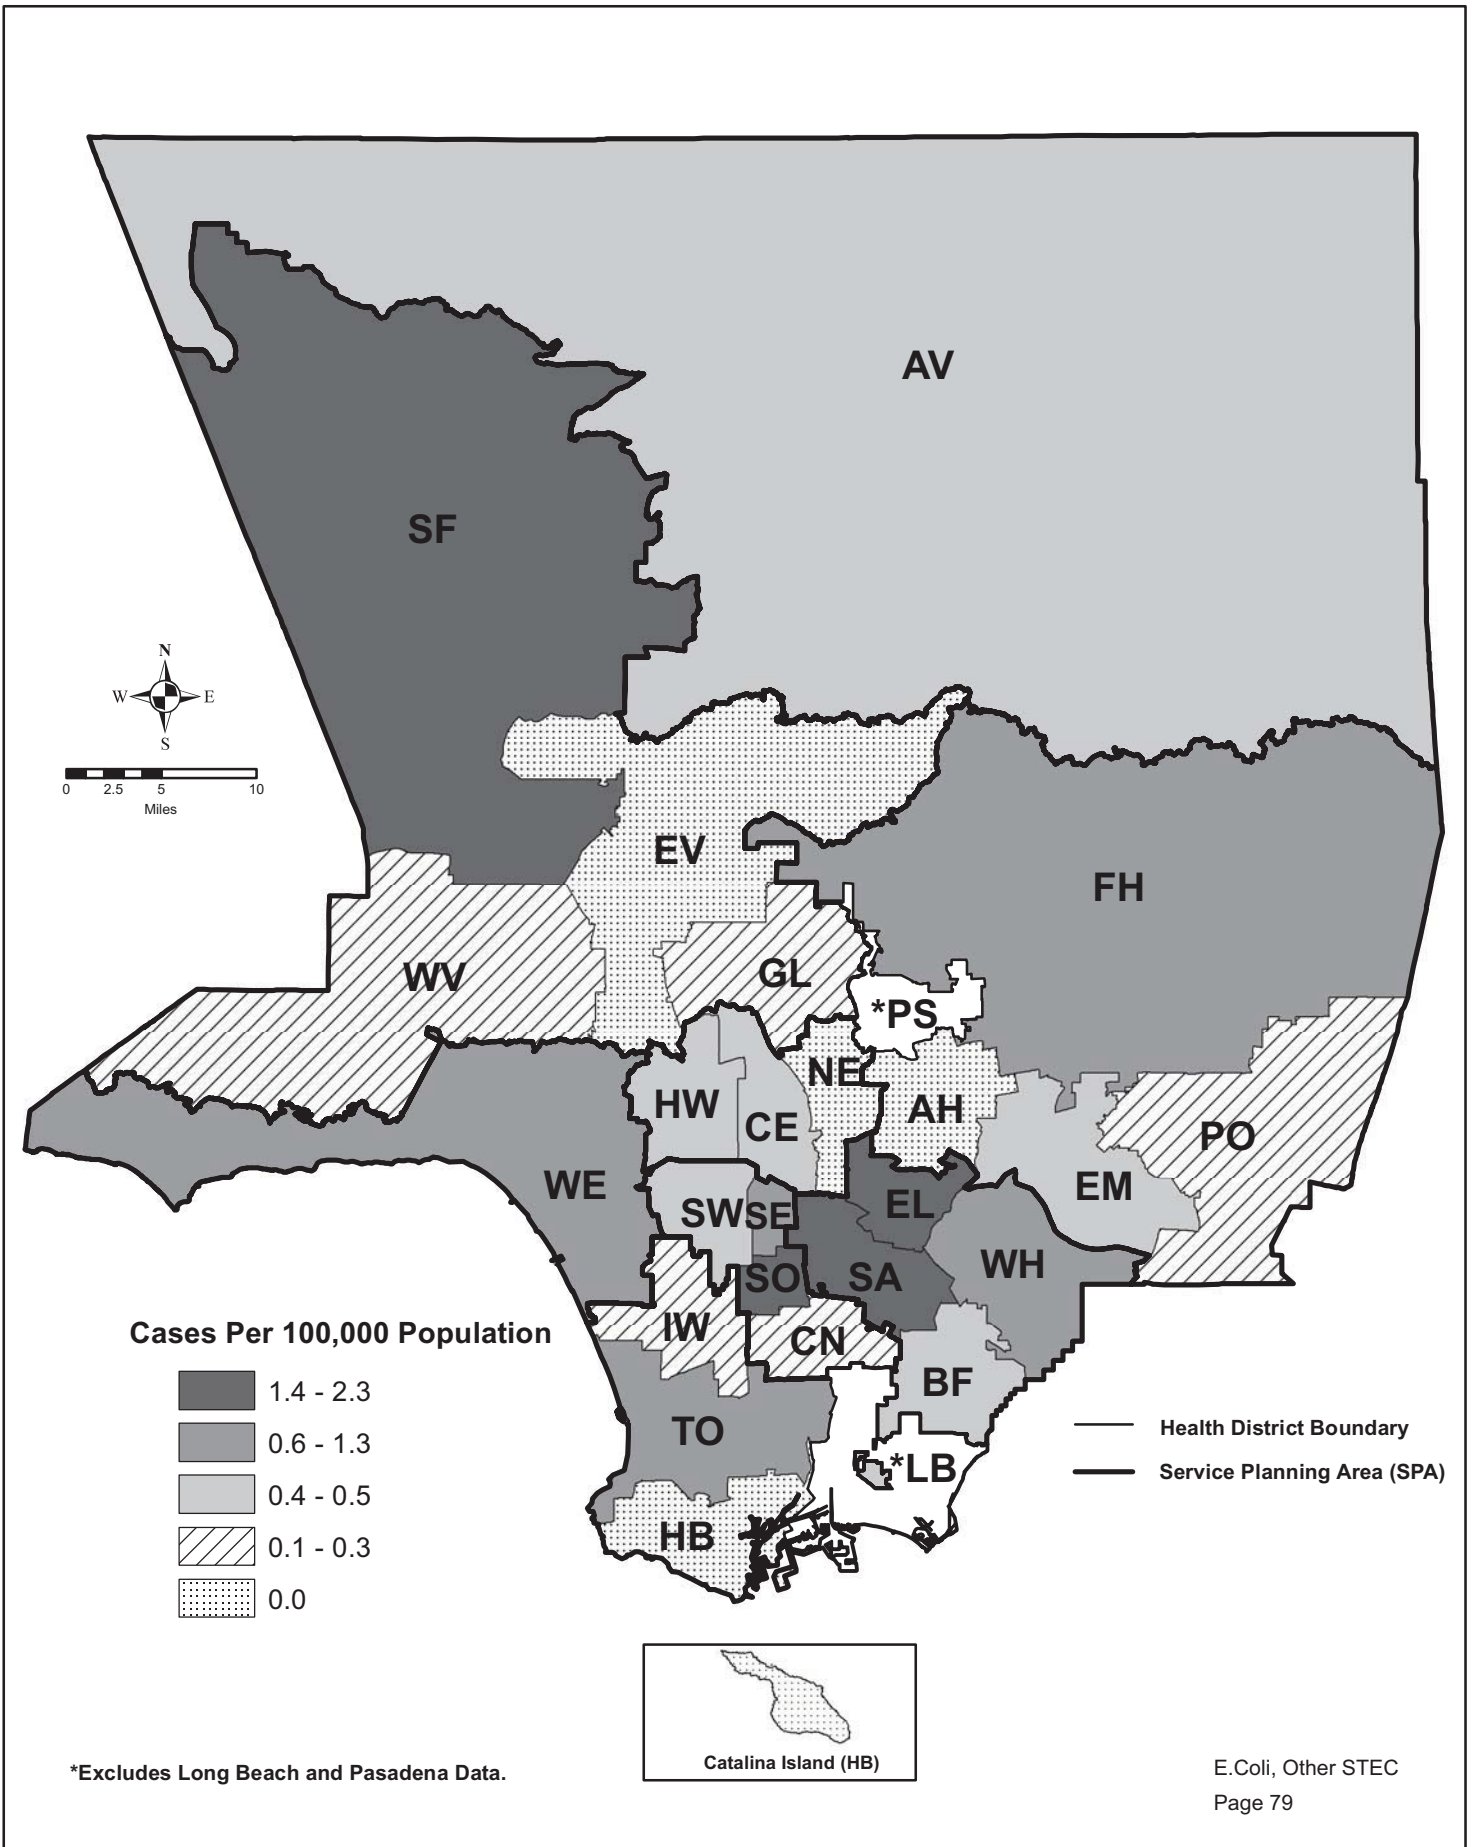 AV
SF
N
W E
S
0 2.5 5 10
Miles
EV
FH
WV
GL
*PS
NE
HW
AH
CE
PO
WE
EM
SW
SE
EL
WH
SO
SA
IW
CN
BF
TO
*LB
HB
Cases Per 100,000 Population
1.4 - 2.3
0.6 - 1.3
0.4 - 0.5
0.1 - 0.3
0.0
Health District Boundary
Service Planning Area (SPA)
Catalina Island (HB)
*Excludes Long Beach and Pasadena Data.
E.Coli, Other STEC
Page 79